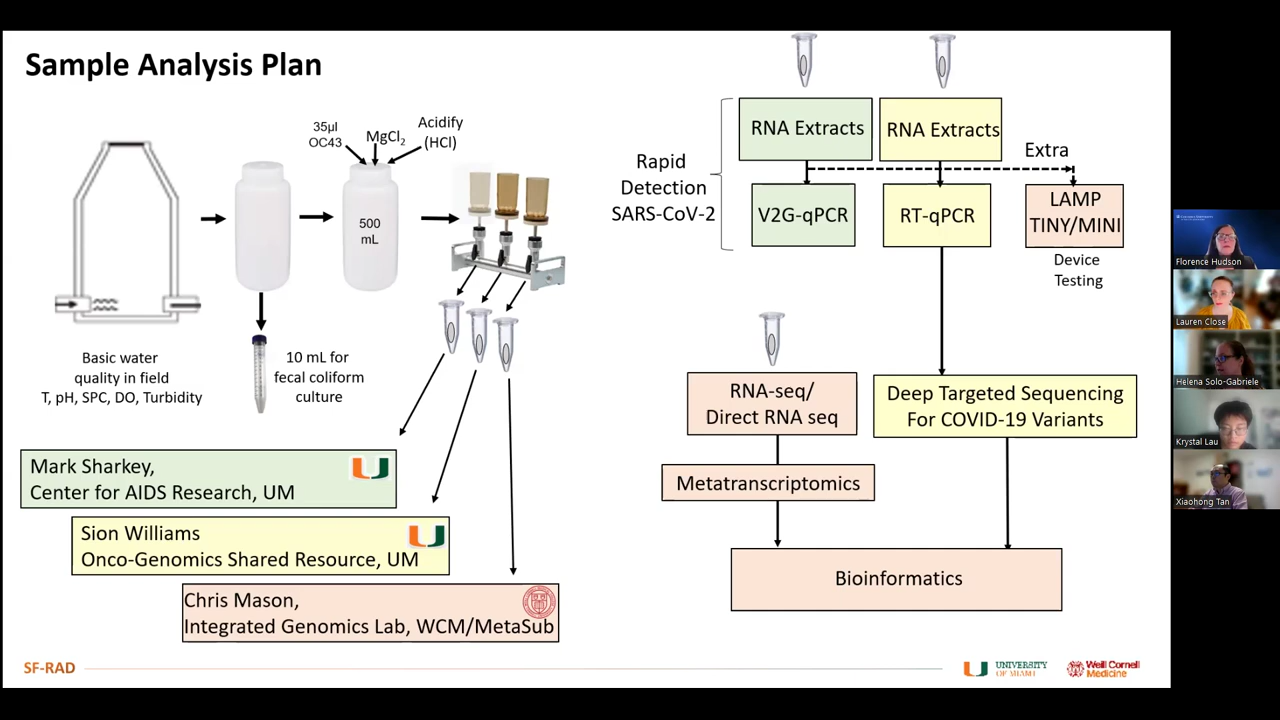 Sample Analysis Plan
35µl
OC43
MgCl2
Acidify
(HCl)
500
mL
Basic water
quality in field
T, pH, SPC, DO, Turbidity
10 mL for
fecal coliform
culture
Mark Sharkey,
Center for AIDS Research, UM
Sion Williams
Onco-Genomics Shared Resource, UM
Chris Mason,
Integrated Genomics Lab, WCM/MetaSub
Rapid
Detection
SARS-CoV-2
RNA Extracts
RNA Extracts
Extra
V2G-qPCR
RT-qPCR
LAMP
TINY/MINI
Device
Testing
RNA-seq/
Direct RNA seq
Deep Targeted Sequencing
For COVID-19 Variants
Metatranscriptomics
Bioinformatics
SF-RAD
UNIVERSITY
OF MIAMI
Weill Cornell
Medicine
Florence Hudson
Lauren Close
Helena Solo-Gabriele
Krystal Lau
Xiaohong Tan